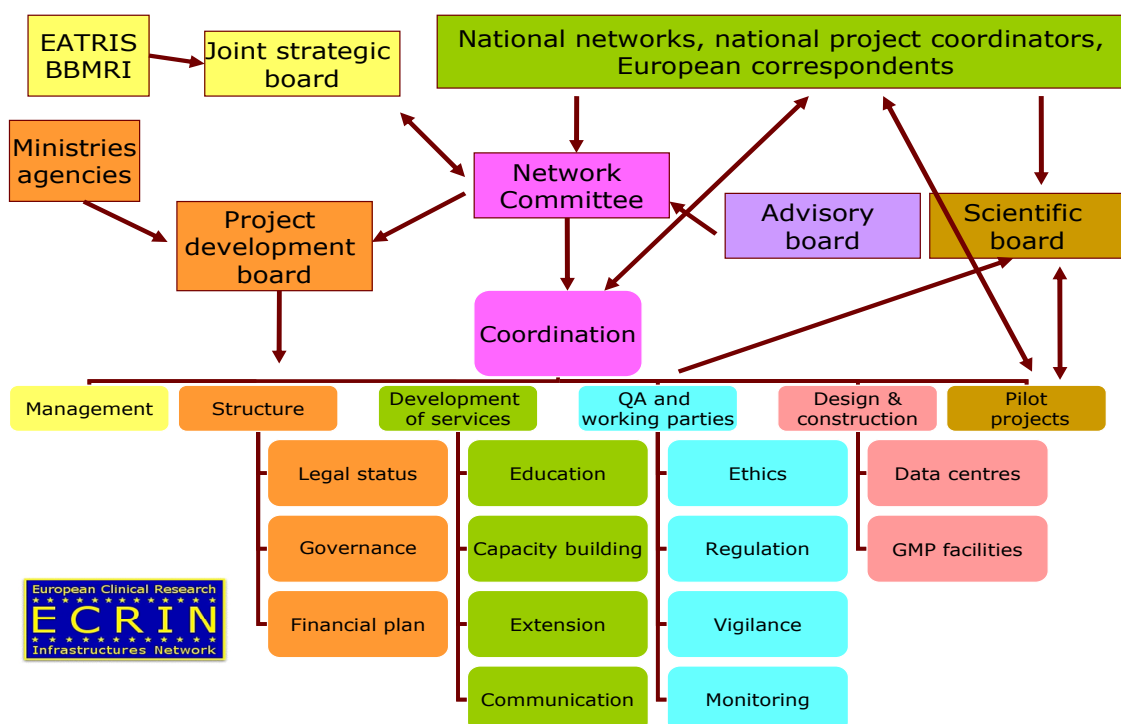 EATRIS
BBMRI
Joint strategic
board
National networks, national project coordinators,
European correspondents
Ministries
agencies
Network
Committee
Project
development
board
Advisory
board
Scientific
board
Coordination
Management
Structure
Development
of services
QA and
working parties
Design &
construction
Pilot
projects
Legal status
Education
Ethics
Data centres
Governance
Capacity building
Regulation
GMP facilities
European Clinical Research
ECRIN
Infrastructures Network
Financial plan
Extension
Vigilance
Communication
Monitoring